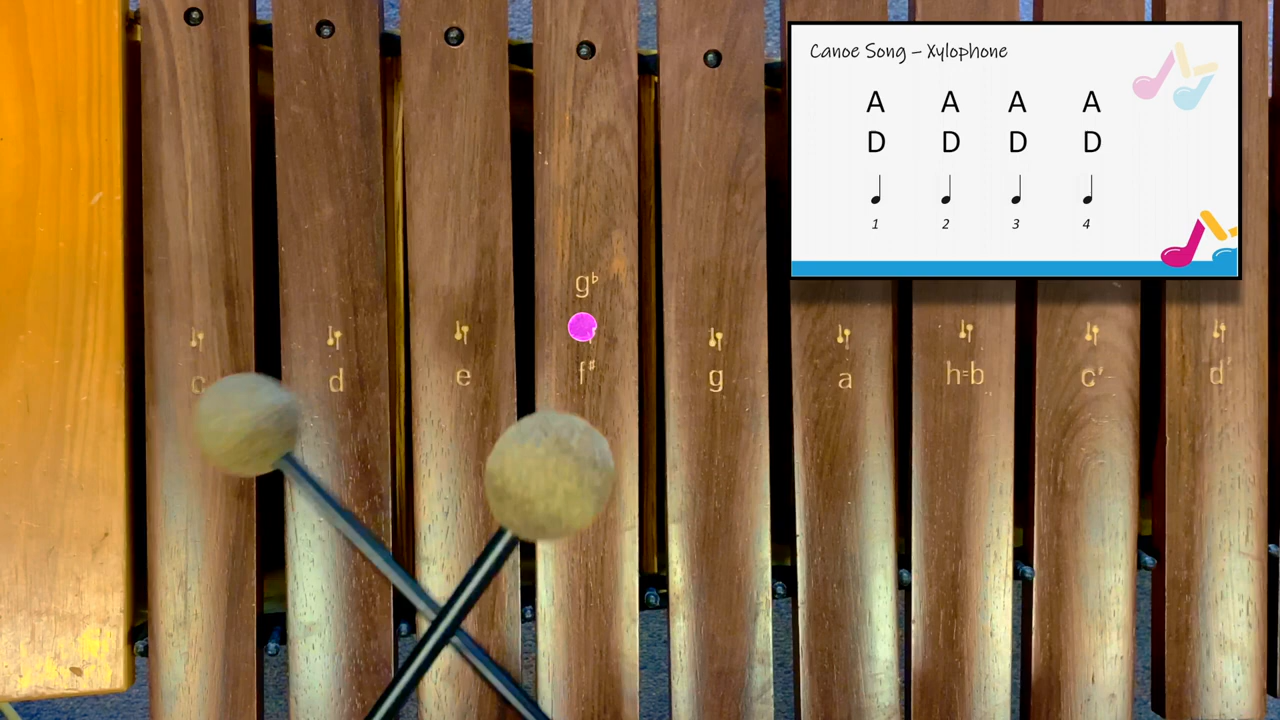 Canoe Song – Xylophone
A A A A
D D D D
1 2 3 4
g♭
c d e f# g a h=b c' d'